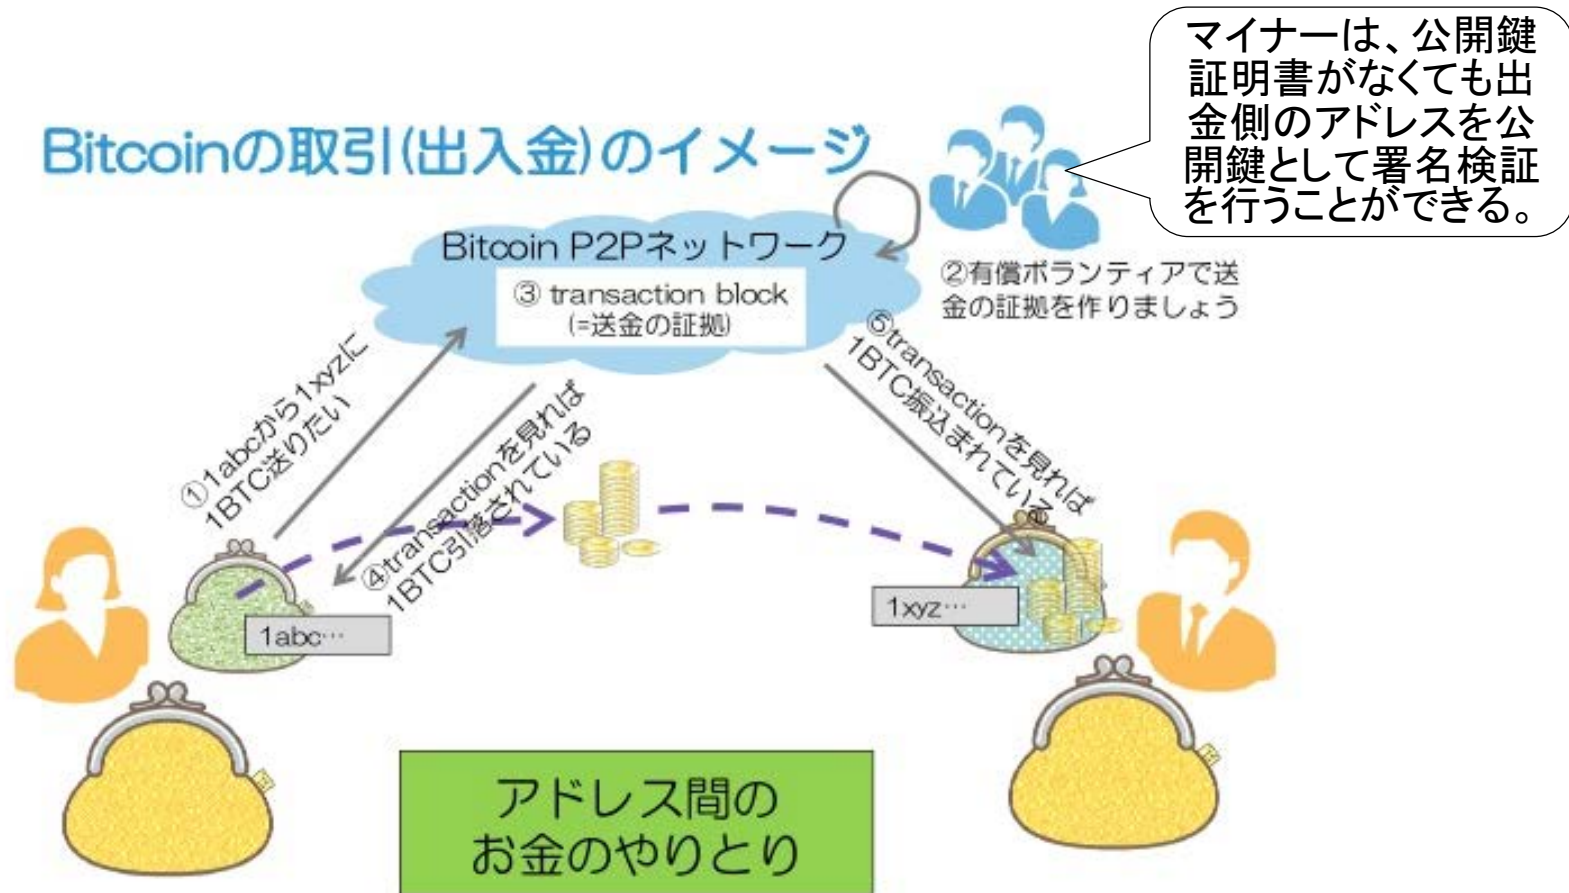 マイナーは、公開鍵
証明書がなくても出
金側のアドレスを公
開鍵として署名検証
を行うことができる。
Bitcoinの取引(出入金)のイメージ
Bitcoin P2Pネットワーク
③ transaction block
(=送金の証拠)
②有償ボランティアで送
金の証拠を作りましょう
①1abcから1xyzに
1BTC送りたい
④transactionを見れば
1BTC引落されている
⑤transactionを見れば
1BTC振込まれている
1abc…
1xyz…
アドレス間の
お金のやりとり